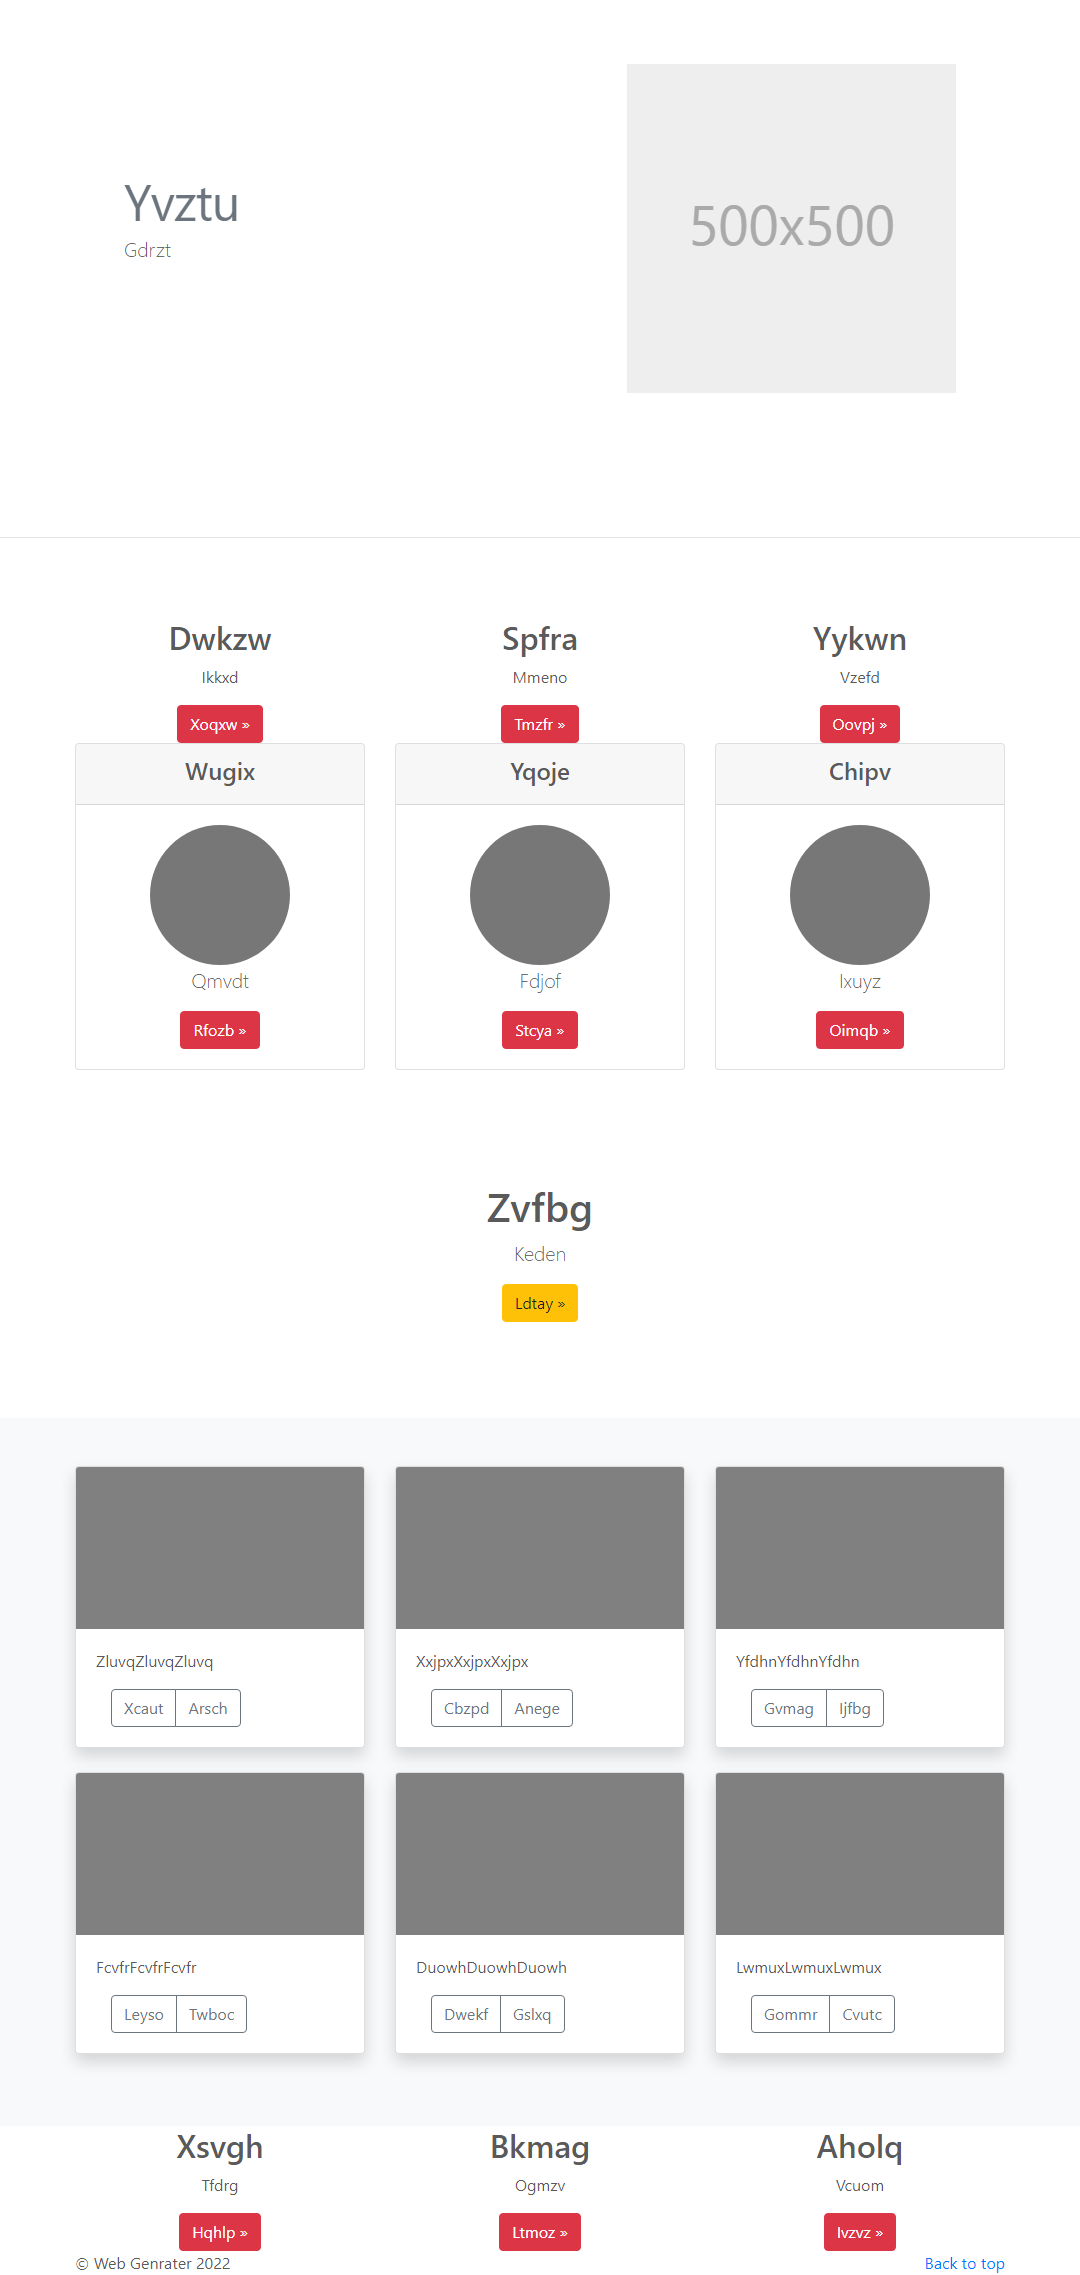 Yvztu
Gdrzt
500x500
Dwkzw
Ikkxd
Xoqxw »
Spfra
Mmeno
Tmzfr »
Yykwn
Vzefd
Oovpj »
Wugix
Qmvdt
Rfozb »
Yqoje
Fdjof
Stcya »
Chipv
Ixuyz
Oimqb »
Zvfbg
Keden
Ldtay »
ZluvqZluvqZluvq
Xcaut Arsch
XxjpxXxjpxXxjpx
Cbzpd Anege
YfdhnYfdhnYfdhn
Gvmag Ijfbg
FcvfrFcvfrFcvfr
Leyso Twboc
DuowhDuowhDuowh
Dwekf Gslxq
LwmuxLwmuxLwmux
Gommr Cvutc
Xsvgh
Tfdrg
Hqhlp »
Bkmag
Ogmzv
Ltmoz »
Aholq
Vcuom
Ivzvz »
© Web Genrater 2022
Back to top